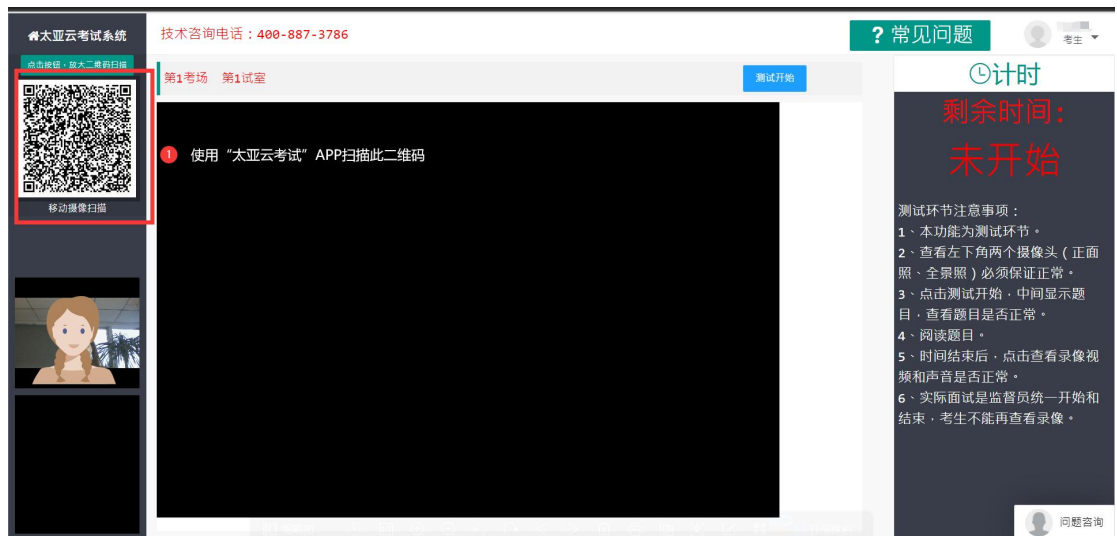 太亚云考试系统
技术咨询电话：400-887-3786
? 常见问题
考生
点击按钮，放大二维码扫描
第1考场 第1试室
测试开始
计时
1 使用“太亚云考试”APP扫描此二维码
移动摄像扫描
剩余时间：
未开始
测试环节注意事项：
1、本功能为测试环节。
2、查看左下角两个摄像头（正面
照、全景照）必须保证正常。
3、点击测试开始，中间显示题
目，查看题目是否正常。
4、阅读题目。
5、时间结束后，点击查看录像视
频和声音是否正常。
6、实际面试是监督员统一开始和
结束，考生不能再查看录像。
问题咨询